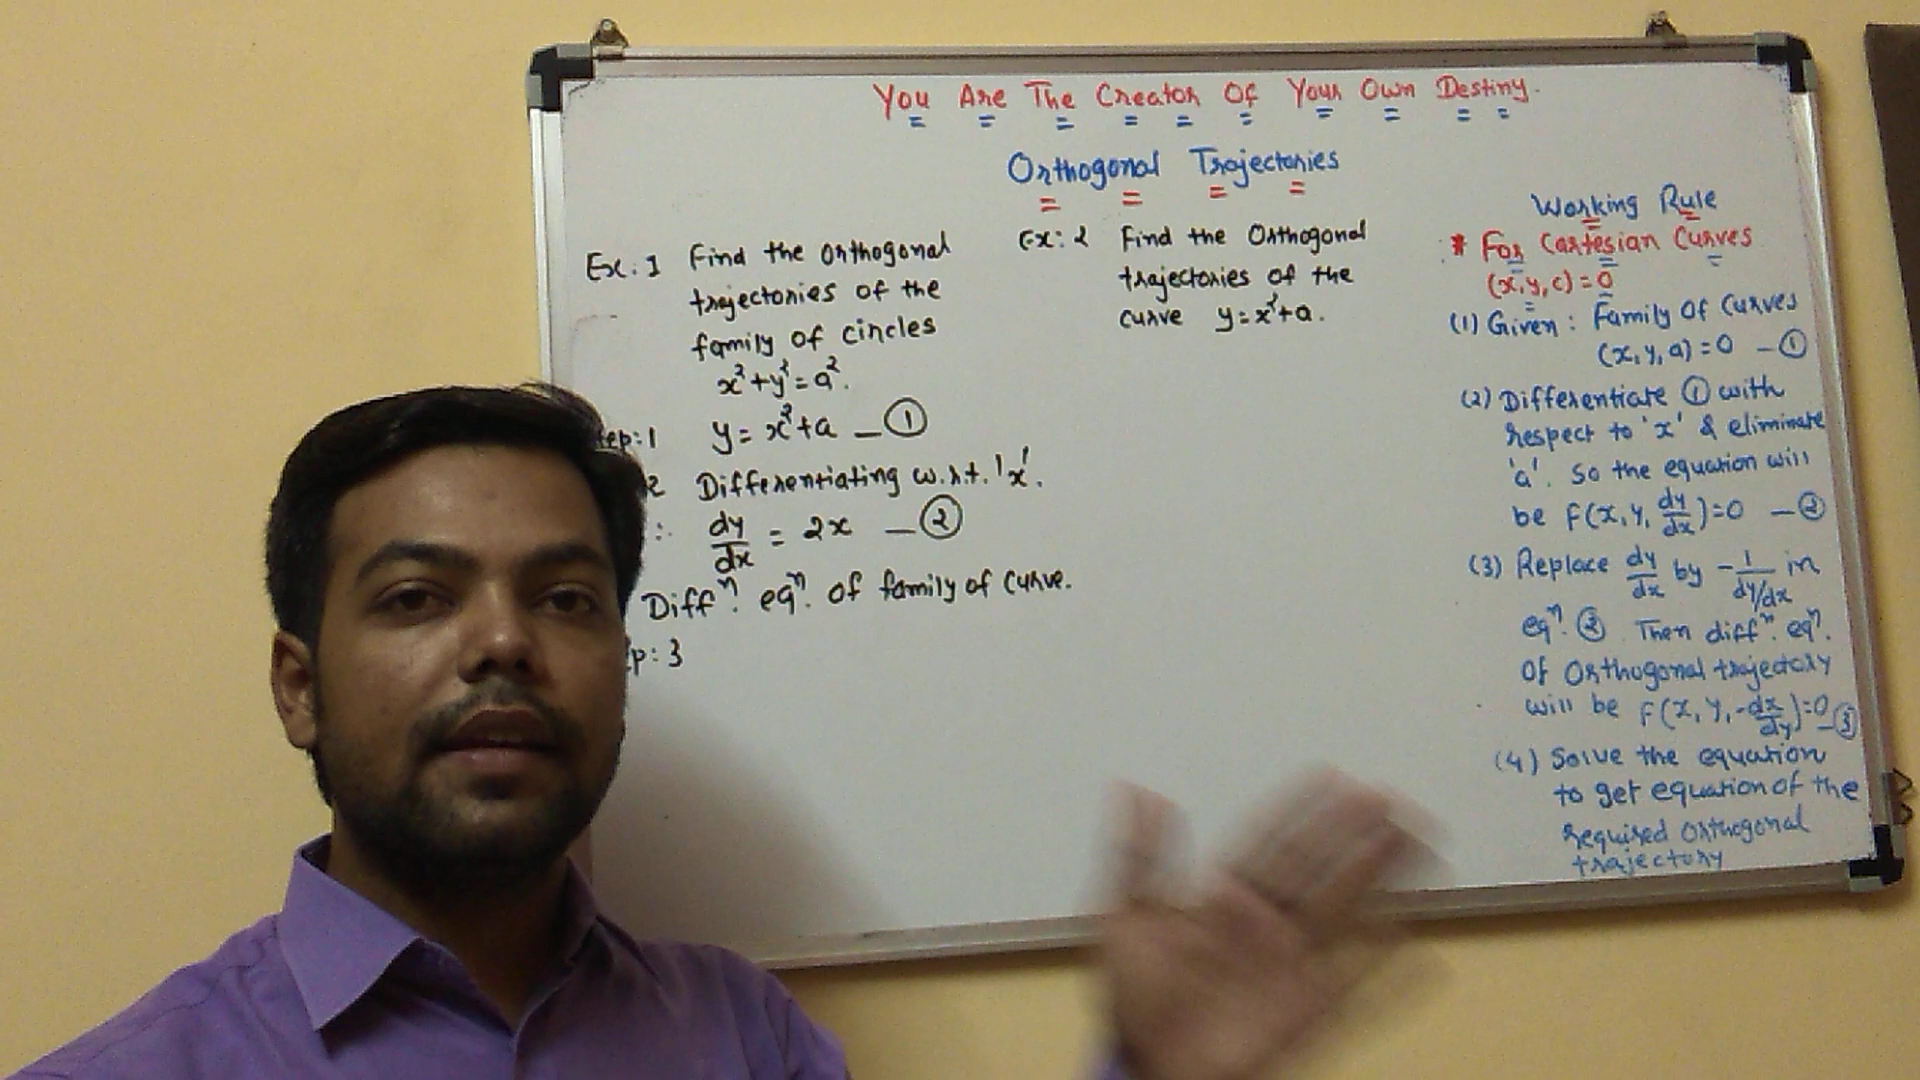 You Are The Creator Of Your Own Destiny.
Orthogonal Trajectories
Ex. 1 Find the orthogonal
trajectories of the
family of circles
x²+y²=a².
ep:1 y=x²+a — ①
2 Differentiating w.r.t. 'x'.
∴ dy/dx = 2x — ②
Diffⁿ. eqⁿ. of family of curve.
p:3
Ex: 2 Find the Orthogonal
trajectories of the
curve y=x²+a.
Working Rule
* For Cartesian Curves
(x,y,c)=0
(1) Given: Family Of Curves
(x,y,a)=0 — ①
(2) Differentiate ① with
respect to 'x' & eliminate
'a'. So the equation will
be F(x,y,dy/dx)=0 — ②
(3) Replace dy/dx by -1/dy/dx in
eqⁿ. ② Then diffⁿ. eqⁿ.
Of Orthogonal trajectory
will be F(x,y,-dx/dy)=0 — ③
(4) Solve the equation
to get equation of the
required orthogonal
trajectory